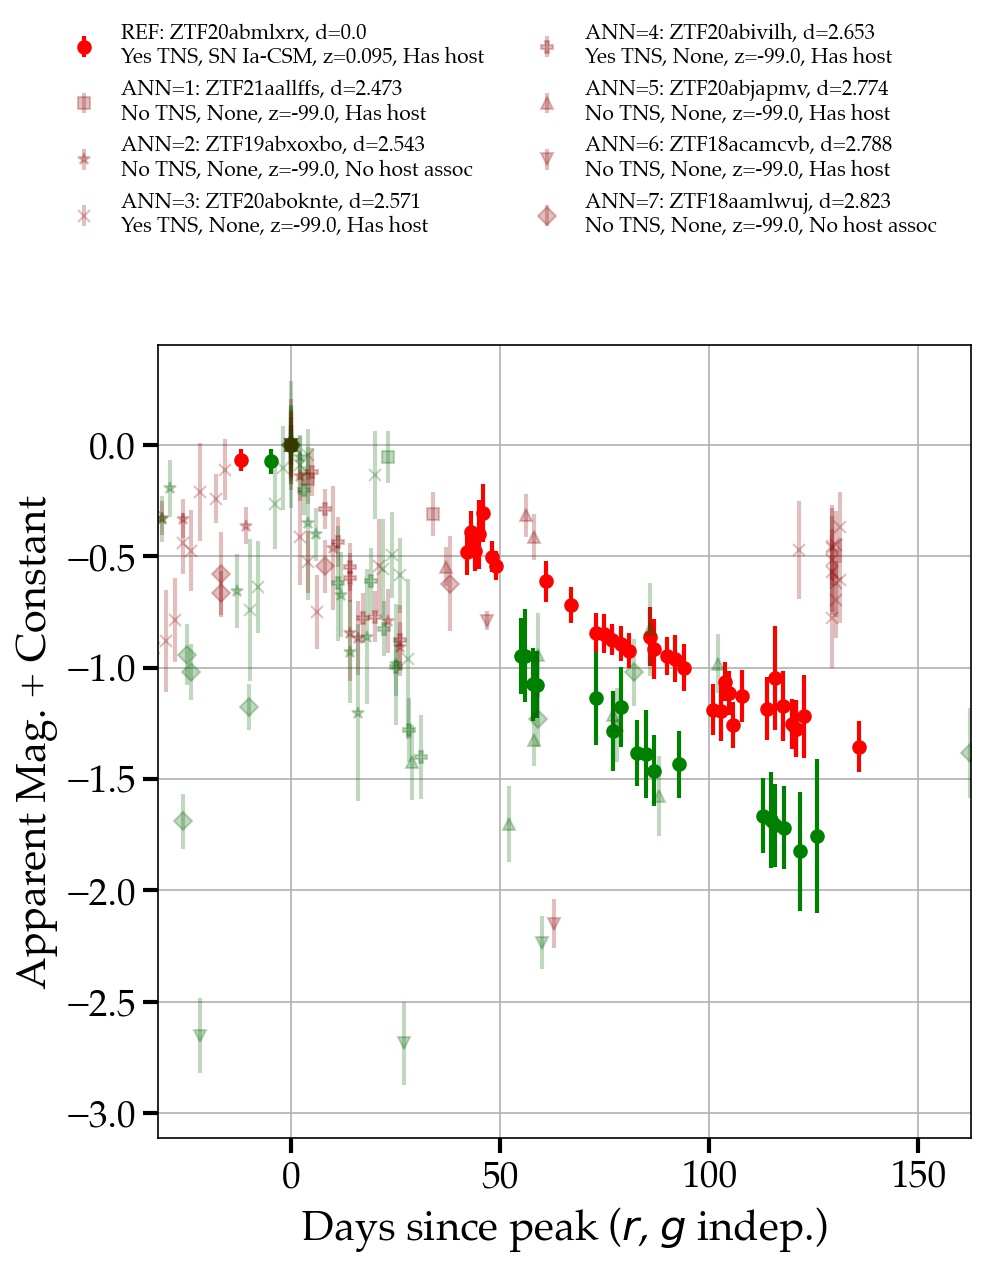 REF: ZTF20abmlxrx, d=0.0
Yes TNS, SN Ia-CSM, z=0.095, Has host
ANN=1: ZTF21aallffs, d=2.473
No TNS, None, z=-99.0, Has host
ANN=2: ZTF19abxoxbo, d=2.543
No TNS, None, z=-99.0, No host assoc
ANN=3: ZTF20aboknte, d=2.571
Yes TNS, None, z=-99.0, Has host
ANN=4: ZTF20abivilh, d=2.653
Yes TNS, None, z=-99.0, Has host
ANN=5: ZTF20abjapmv, d=2.774
No TNS, None, z=-99.0, Has host
ANN=6: ZTF18acamcvb, d=2.788
No TNS, None, z=-99.0, Has host
ANN=7: ZTF18aamlwuj, d=2.823
No TNS, None, z=-99.0, No host assoc
Apparent Mag. + Constant
0.0
−0.5
−1.0
−1.5
−2.0
−2.5
−3.0
0
50
100
150
Days since peak (r, g indep.)